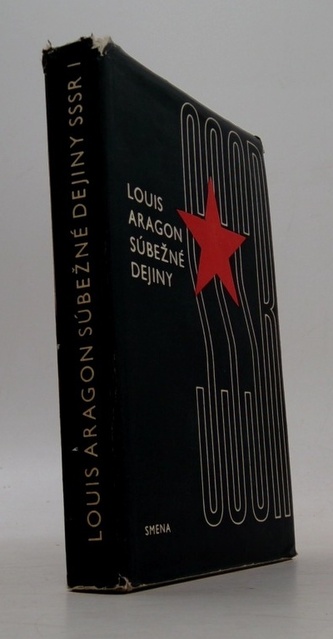 LOUIS ARAGON SÚBEŽNÉ DEJINY SSSR I
LOUIS
ARAGON
SÚBEŽNÉ
DEJINY
SSSR
SMENA